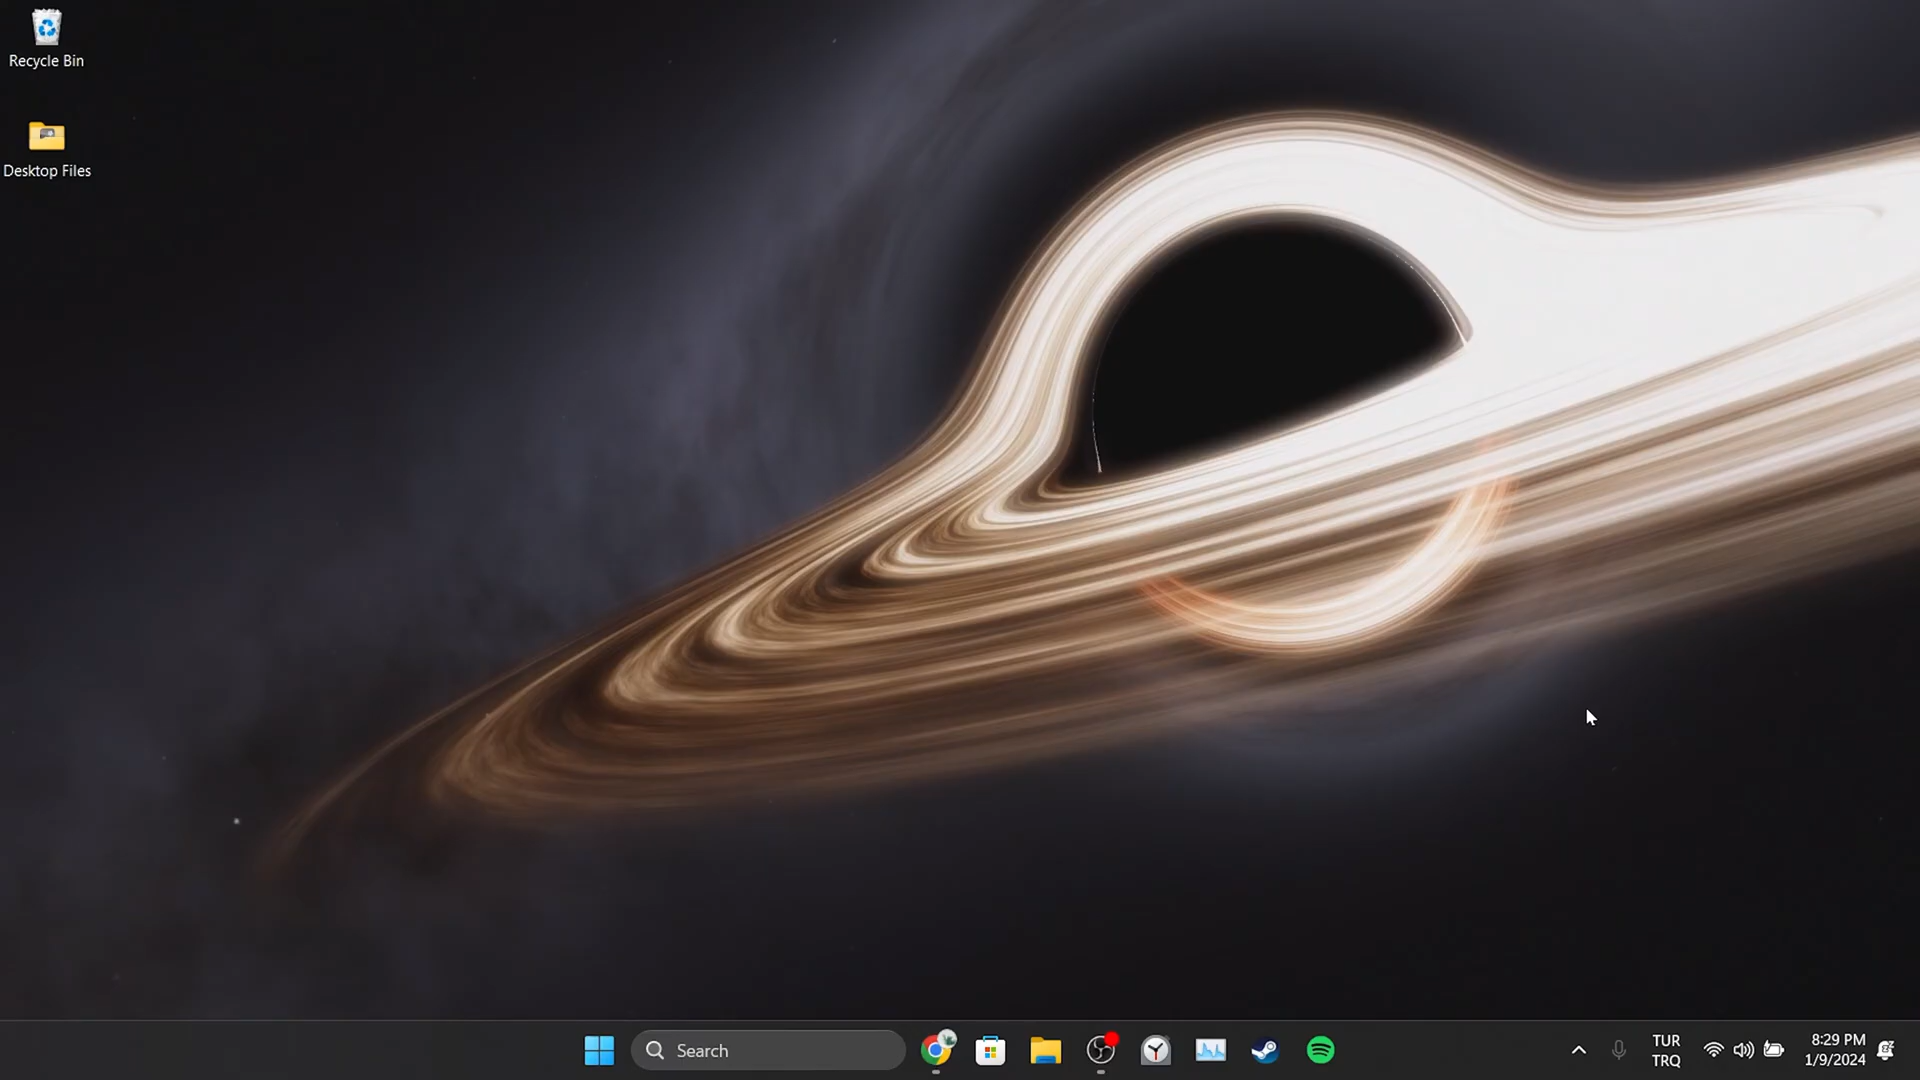 Recycle Bin
Desktop Files
Search
TUR
TRQ
8:29 PM
1/9/2024